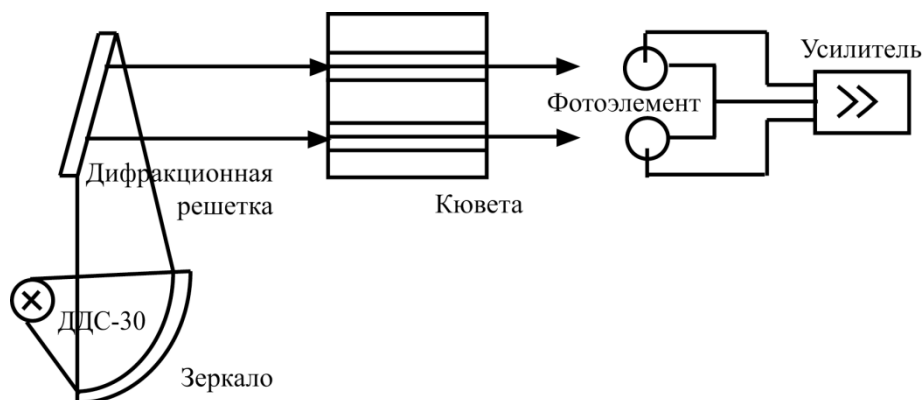 Усилитель
Фотоэлемент
Дифракционная
решетка
Кювета
ДДС-30
Зеркало